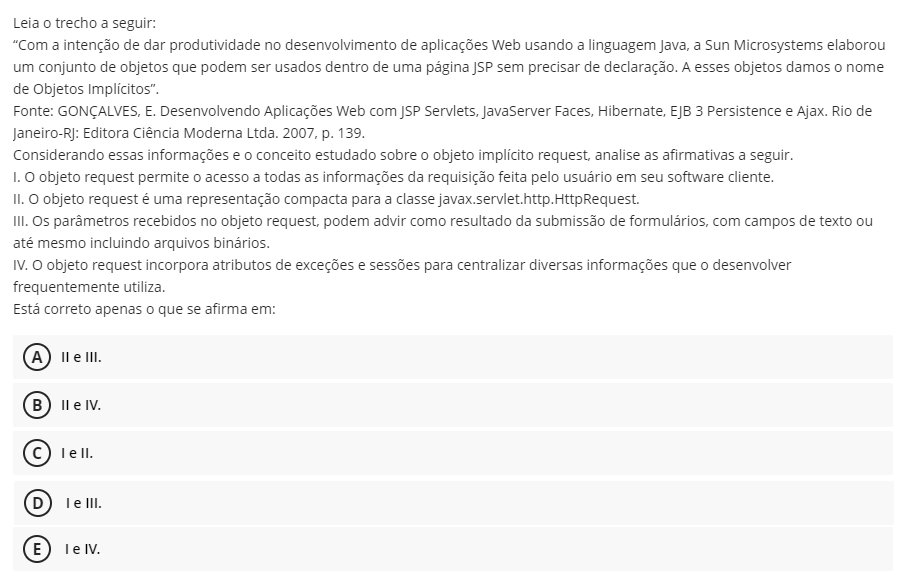 Leia o trecho a seguir:
“Com a intenção de dar produtividade no desenvolvimento de aplicações Web usando a linguagem Java, a Sun Microsystems elaborou
um conjunto de objetos que podem ser usados dentro de uma página JSP sem precisar de declaração. A esses objetos damos o nome
de Objetos Implícitos”.
Fonte: GONÇALVES, E. Desenvolvendo Aplicações Web com JSP Servlets, JavaServer Faces, Hibernate, EJB 3 Persistence e Ajax. Rio de
Janeiro-RJ: Editora Ciência Moderna Ltda. 2007, p. 139.
Considerando essas informações e o conceito estudado sobre o objeto implícito request, analise as afirmativas a seguir.
I. O objeto request permite o acesso a todas as informações da requisição feita pelo usuário em seu software cliente.
II. O objeto request é uma representação compacta para a classe javax.servlet.http.HttpRequest.
III. Os parâmetros recebidos no objeto request, podem advir como resultado da submissão de formulários, com campos de texto ou
até mesmo incluindo arquivos binários.
IV. O objeto request incorpora atributos de exceções e sessões para centralizar diversas informações que o desenvolver
frequentemente utiliza.
Está correto apenas o que se afirma em:
A II e III.
B II e IV.
C I e II.
D I e III.
E I e IV.